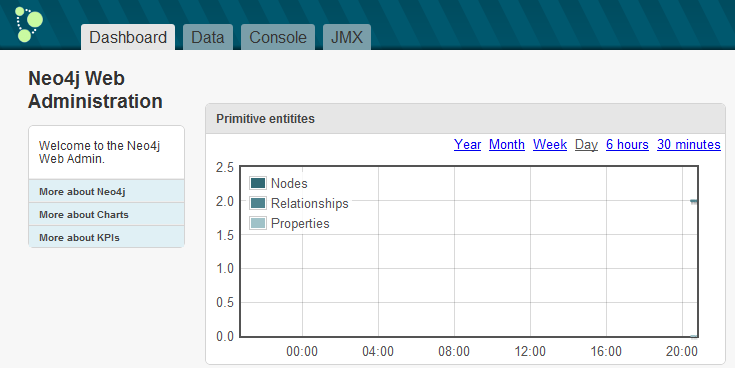 Dashboard Data Console JMX
Neo4j Web
Administration
Welcome to the Neo4j
Web Admin.
More about Neo4j
More about Charts
More about KPIs
Primitive entitites
Year Month Week Day 6 hours 30 minutes
2.5
2.0
1.5
1.0
0.5
0.0
Nodes
Relationships
Properties
00:00 04:00 08:00 12:00 16:00 20:00